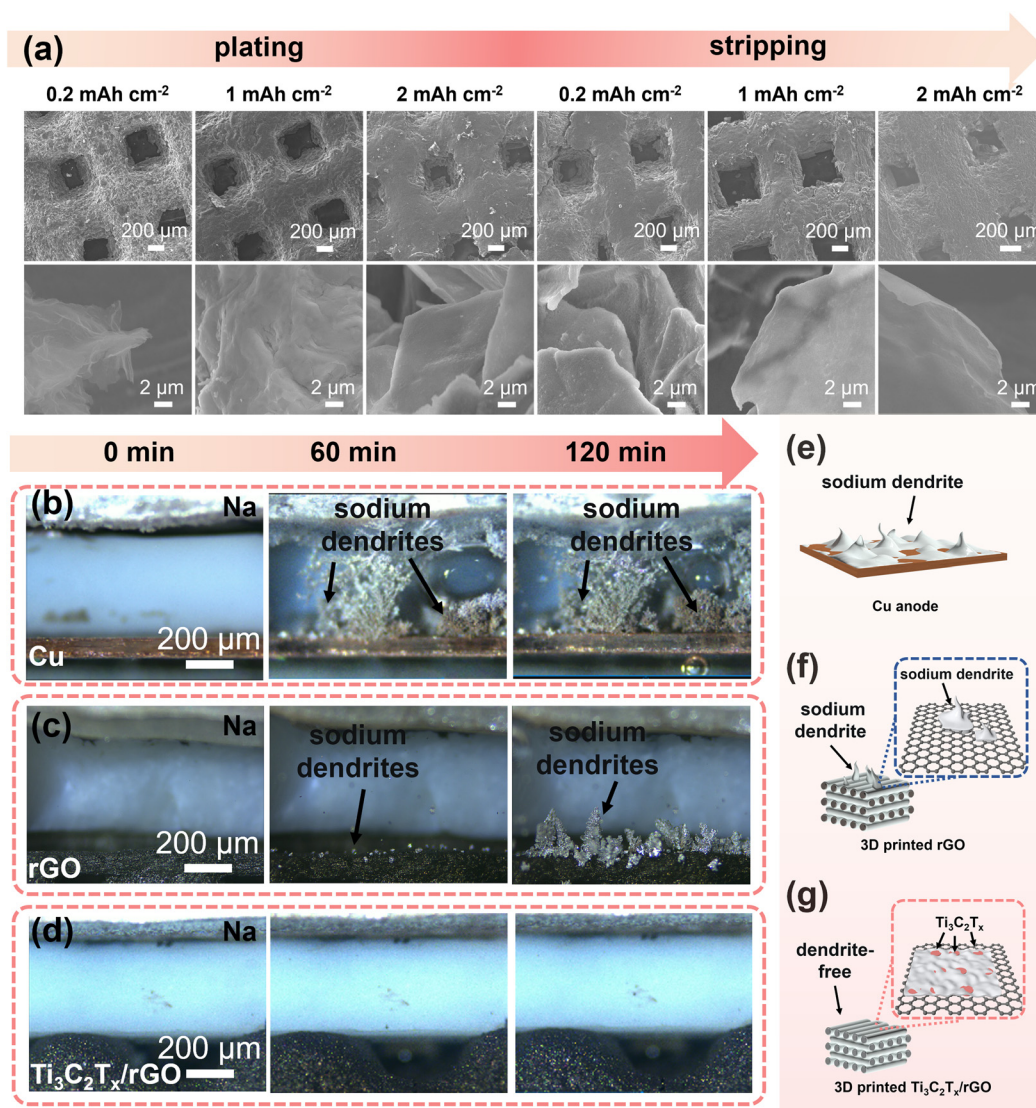 (a)
plating
stripping
0.2 mAh cm⁻²
1 mAh cm⁻²
2 mAh cm⁻²
0.2 mAh cm⁻²
1 mAh cm⁻²
2 mAh cm⁻²
200 µm
200 µm
200 µm
200 µm
200 µm
200 µm
2 µm
2 µm
2 µm
2 µm
2 µm
2 µm
0 min
60 min
120 min
(b)
Na
sodium
dendrites
sodium
dendrites
200 µm
Cu
(c)
Na
sodium
dendrites
sodium
dendrites
200 µm
rGO
(d)
Na
200 µm
Ti₃C₂Tₓ/rGO
(e)
sodium dendrite
Cu anode
(f)
sodium dendrite
sodium
dendrite
3D printed rGO
(g)
Ti₃C₂Tₓ
dendrite-
free
3D printed Ti₃C₂Tₓ/rGO